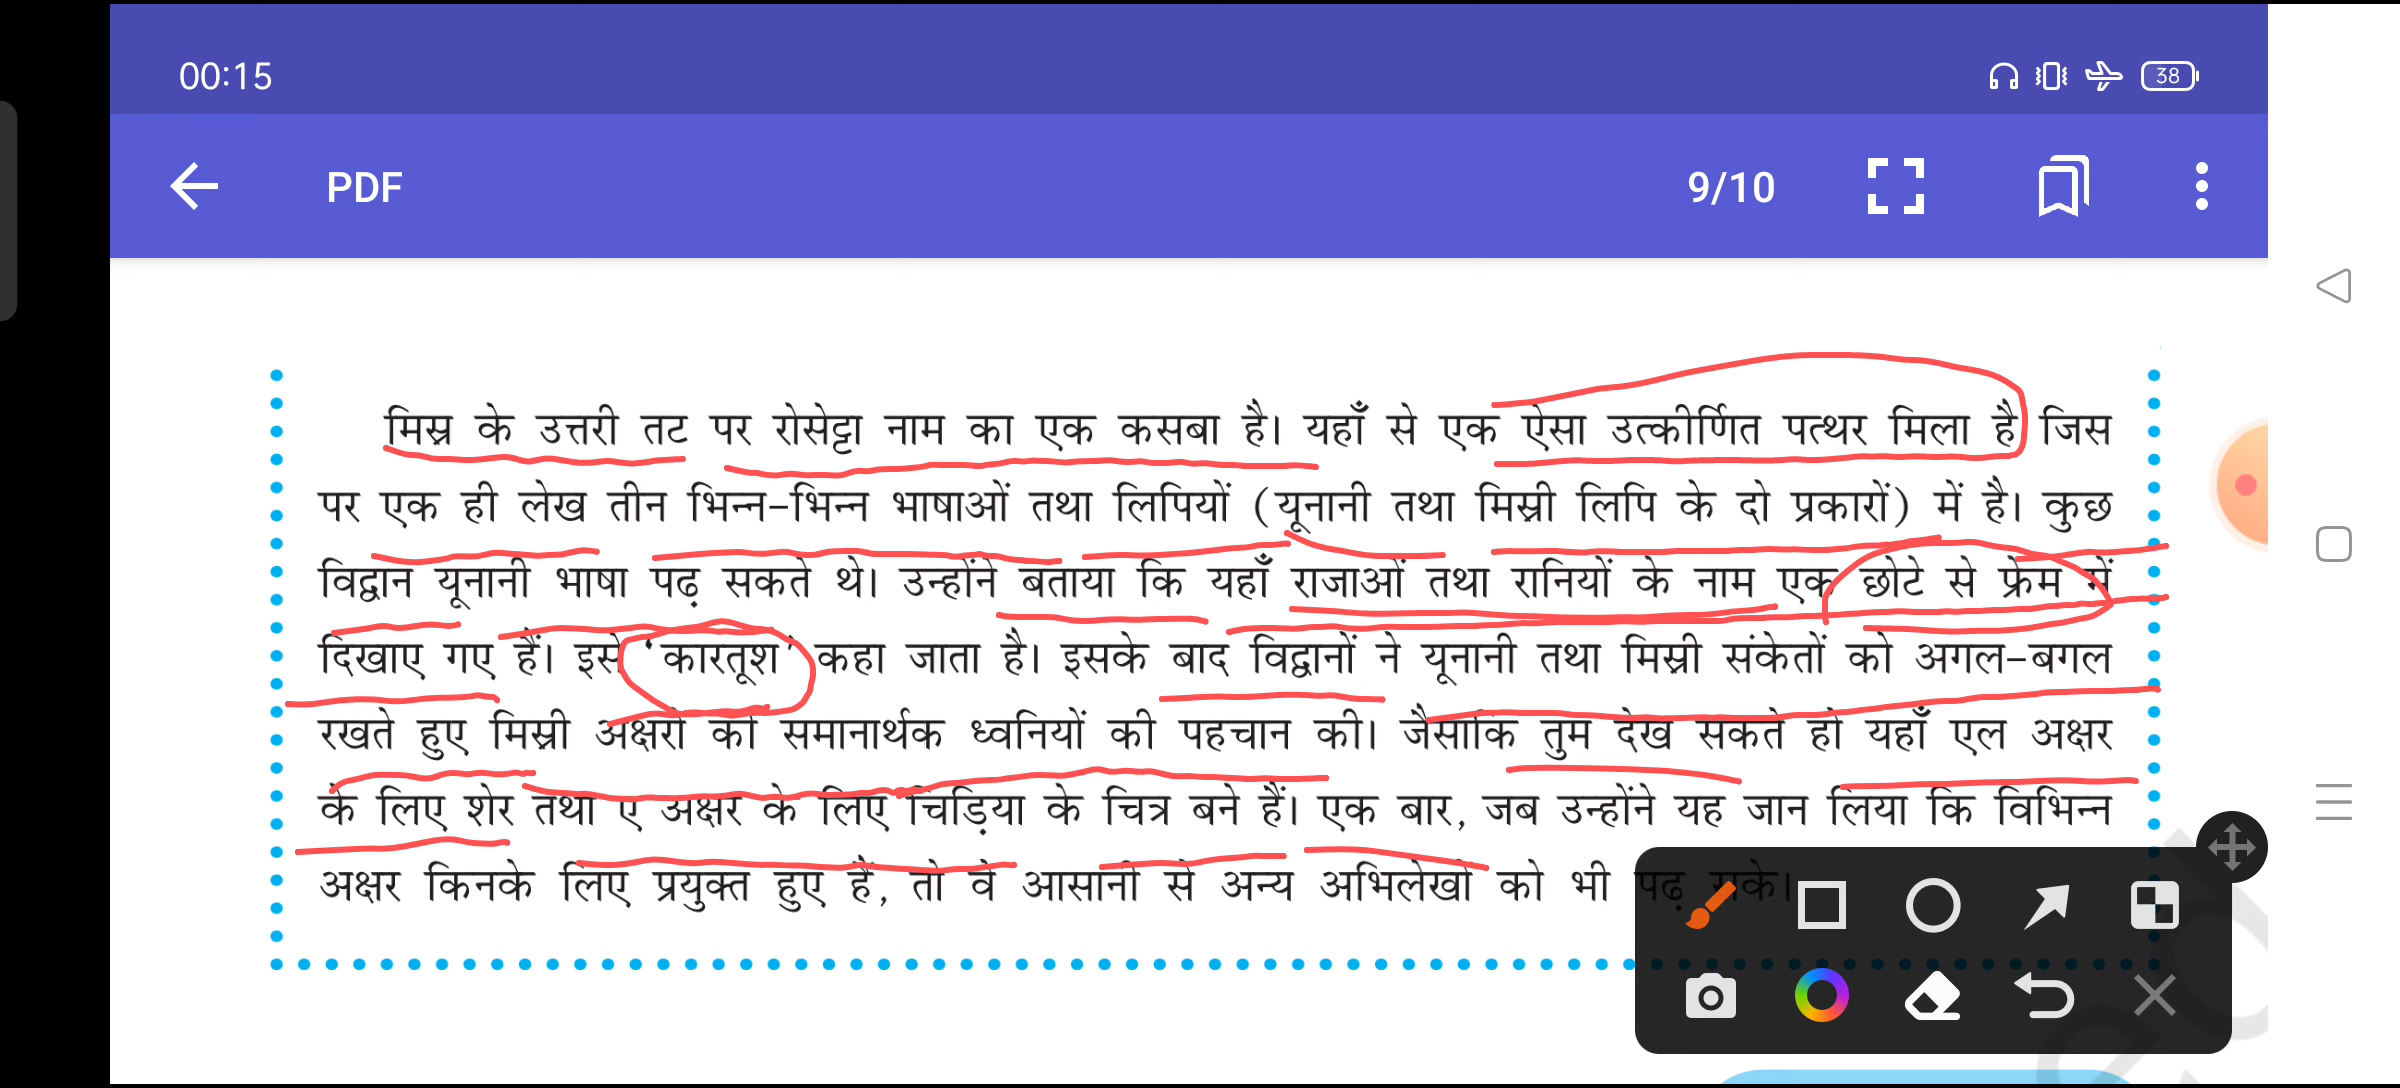 00:15
38
PDF
9/10
मिस्र के उत्तरी तट पर रोसेट्टा नाम का एक कसबा है। यहाँ से एक ऐसा उत्कीर्णित पत्थर मिला है जिस
पर एक ही लेख तीन भिन्न-भिन्न भाषाओं तथा लिपियों (यूनानी तथा मिस्री लिपि के दो प्रकारों) में है। कुछ
विद्वान यूनानी भाषा पढ़ सकते थे। उन्होंने बताया कि यहाँ राजाओं तथा रानियों के नाम एक छोटे से फ्रेम में
दिखाए गए हैं। इसे 'कारतूश' कहा जाता है। इसके बाद विद्वानों ने यूनानी तथा मिस्री संकेतों को अगल-बगल
रखते हुए मिस्री अक्षरों की समानार्थक ध्वनियों की पहचान की। जैसाकि तुम देख सकते हो यहाँ एल अक्षर
के लिए शेर तथा ए अक्षर के लिए चिड़िया के चित्र बने हैं। एक बार, जब उन्होंने यह जान लिया कि विभिन्न
अक्षर किनके लिए प्रयुक्त हुए हैं, तो वे आसानी से अन्य अभिलेखों को भी पढ़ सके।